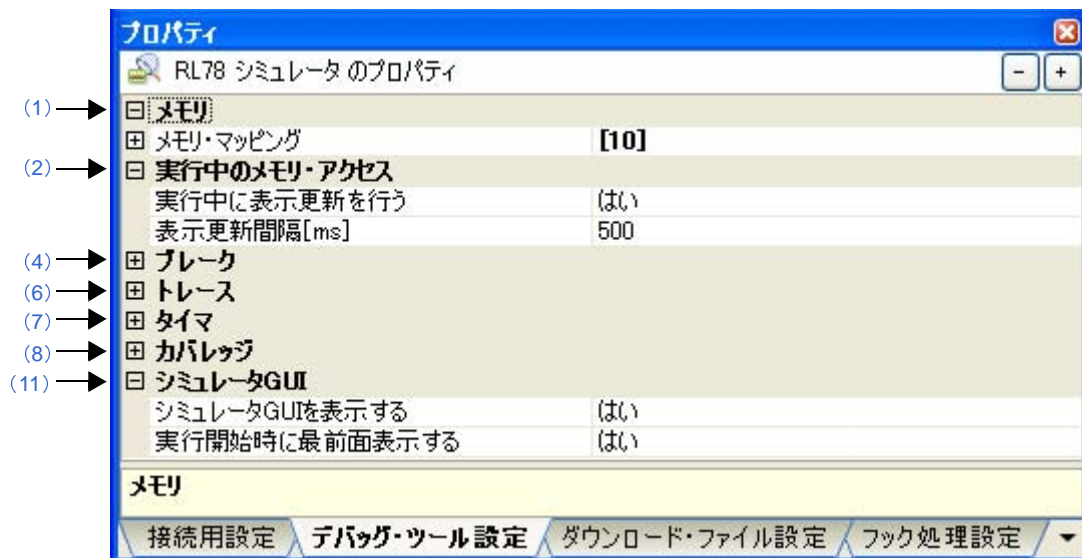 プロパティ
RL78 シミュレータ のプロパティ
(1) メモリ
メモリ・マッピング [10]
(2) 実行中のメモリ・アクセス
実行中に表示更新を行う はい
表示更新間隔[ms] 500
(4) ブレーク
(6) トレース
(7) タイマ
(8) カバレッジ
(11) シミュレータGUI
シミュレータGUIを表示する はい
実行開始時に最前面表示する はい
メモリ
接続用設定 デバッグ・ツール設定 ダウンロード・ファイル設定 フック処理設定